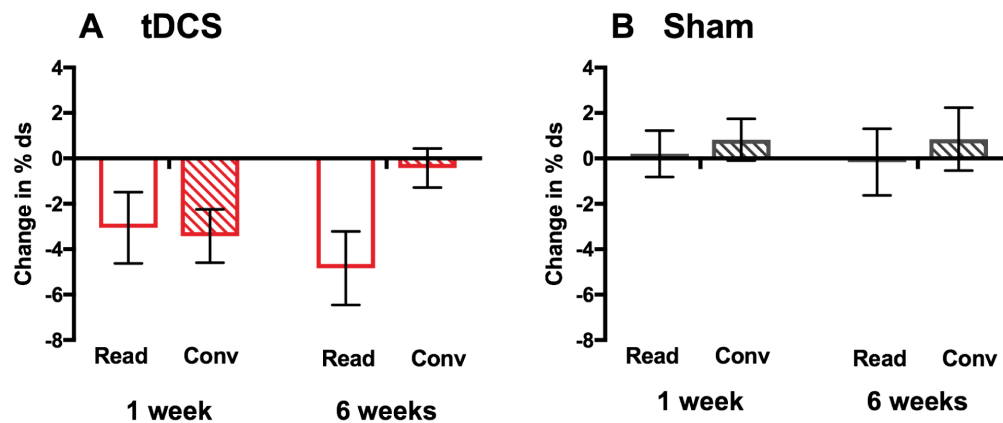 A tDCS
Change in % ds
4
2
0
-2
-4
-6
-8
Read Conv Read Conv
1 week 6 weeks
B Sham
Change in % ds
4
2
0
-2
-4
-6
-8
Read Conv Read Conv
1 week 6 weeks